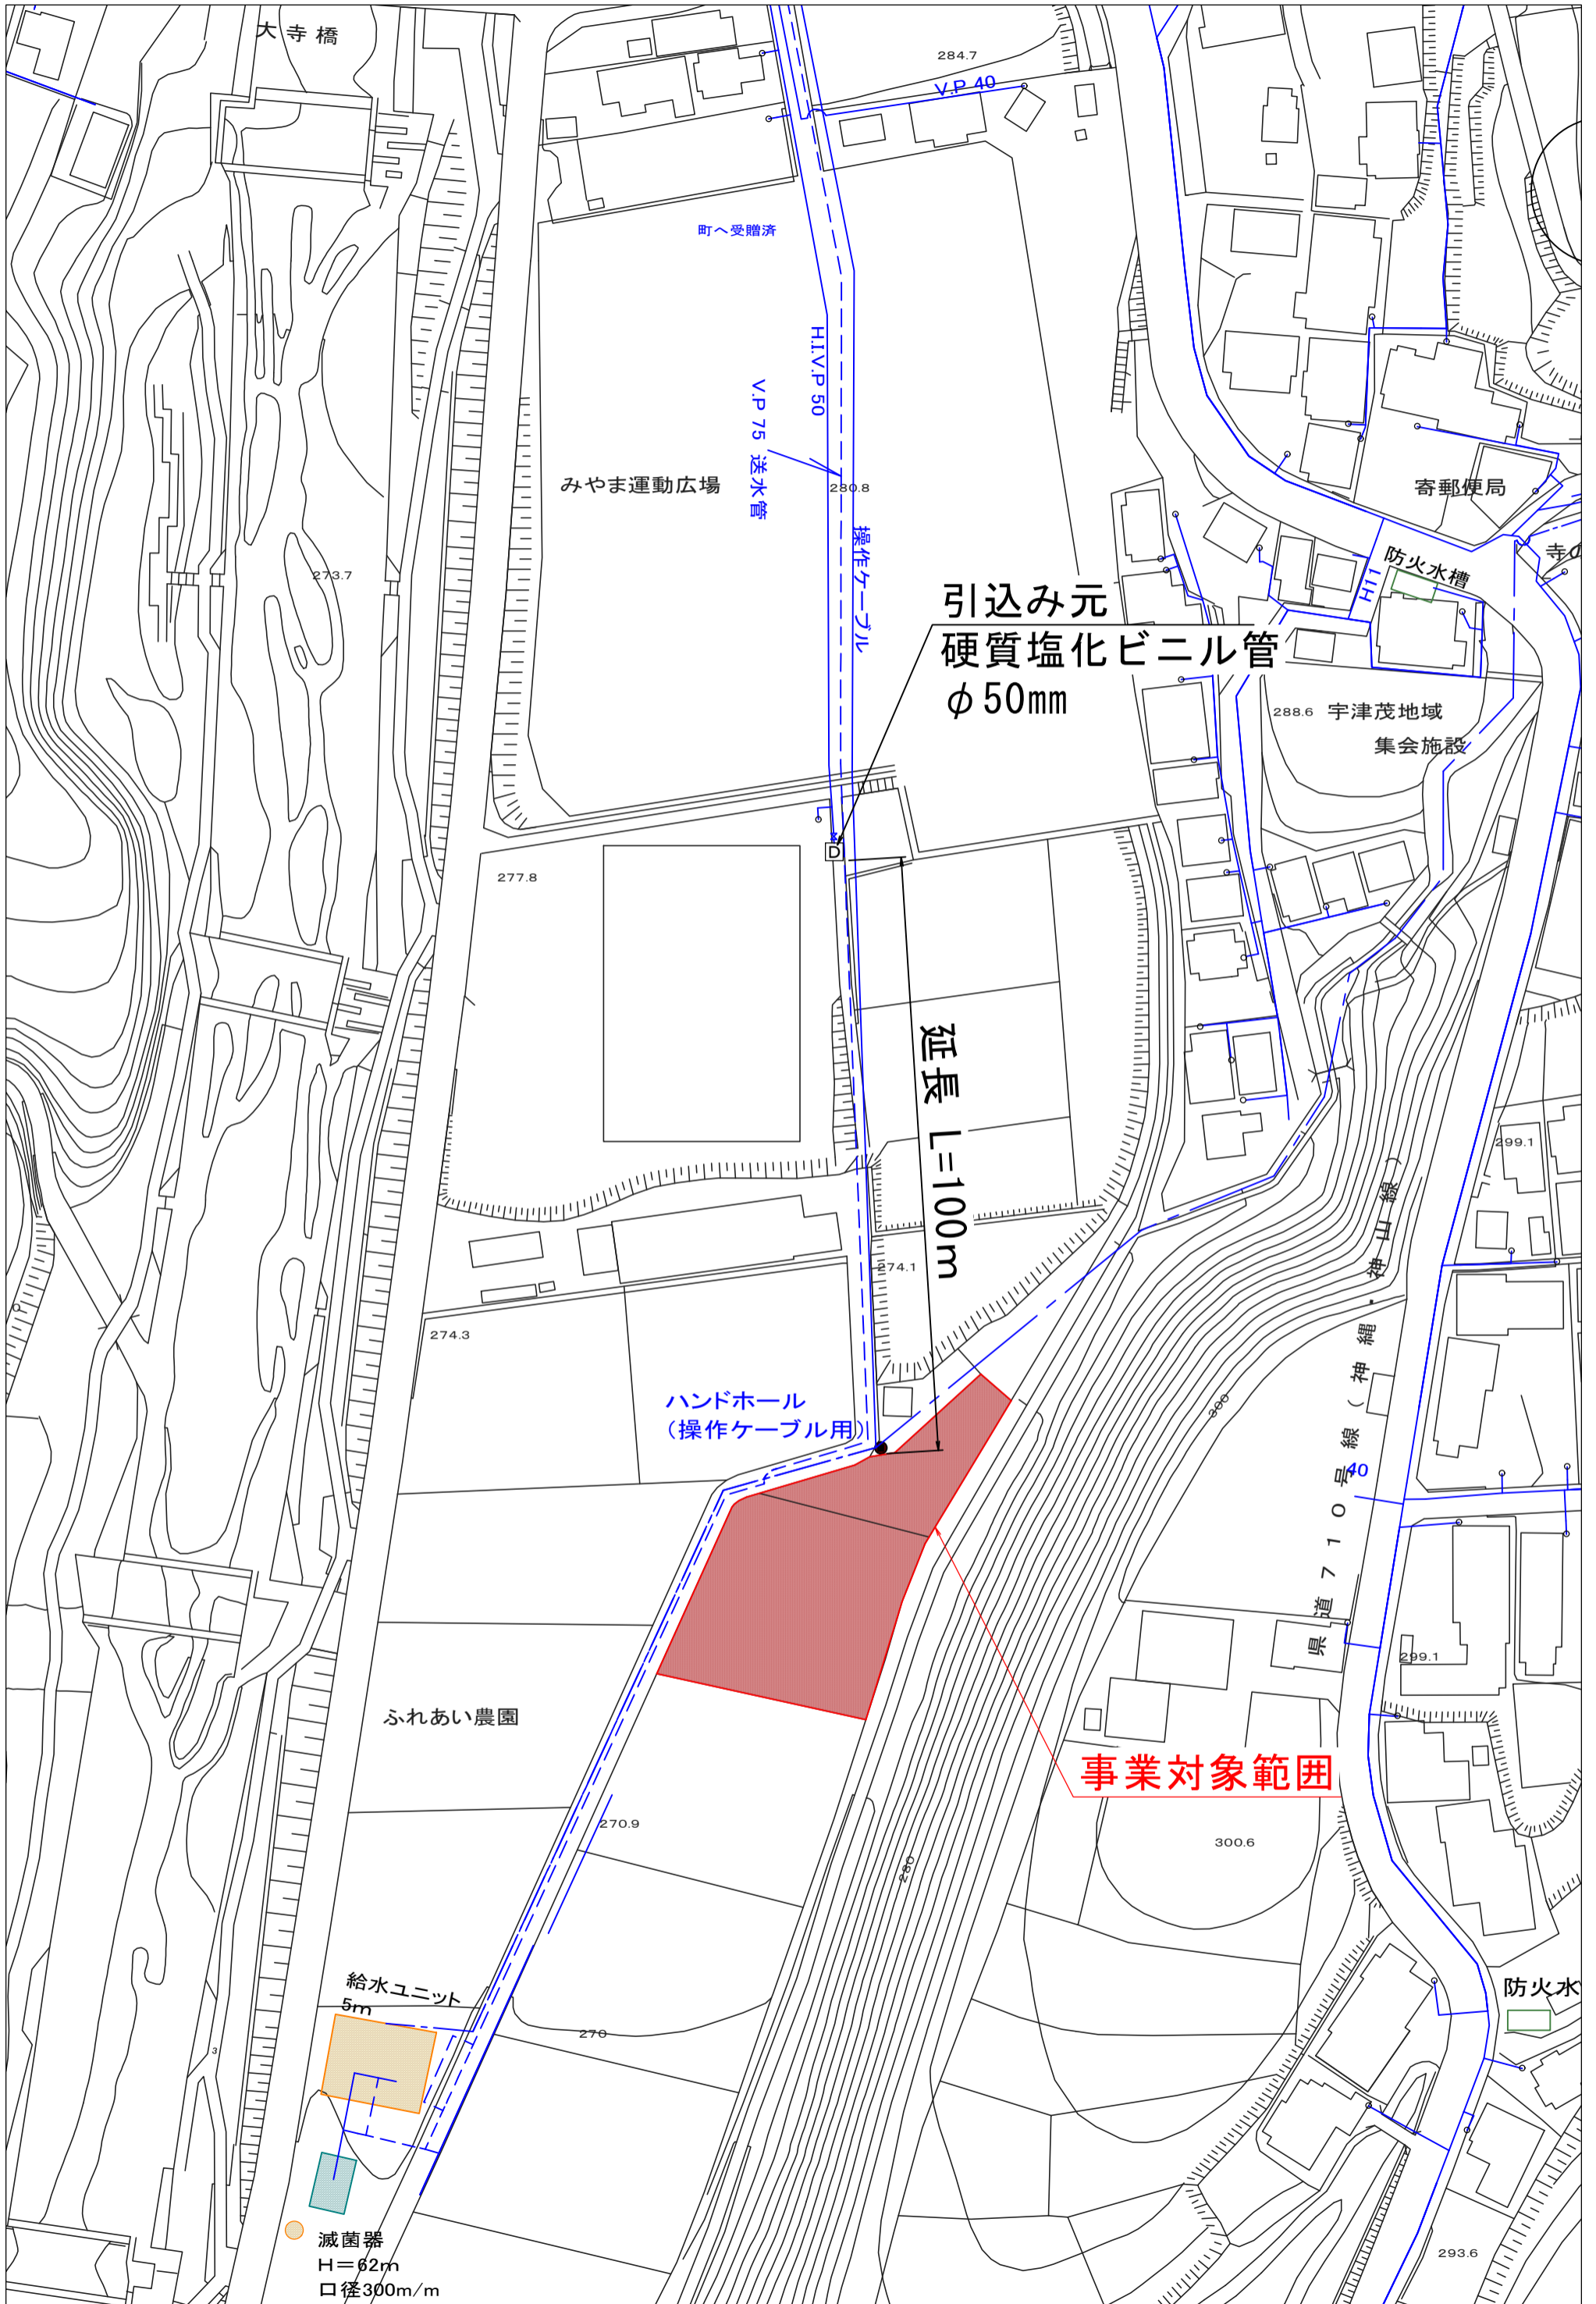 大寺橋
284.7
V.P 40
町へ受贈済
H.I.V.P 50
V.P 75 送水管
みやま運動広場
280.8
操作ケーブル
寄郵便局
防火水槽
H11
寺の
273.7
引込み元
硬質塩化ビニル管
φ50mm
288.6
宇津茂地域
集会施設
D
277.8
延長 L=100m
299.1
274.1
274.3
県道710号線(神縄・神山線)
300
ハンドホール
(操作ケーブル用)
40
299.1
ふれあい農園
事業対象範囲
270.9
300.6
280
給水ユニット
5m
防火水
270
3
滅菌器
H=62m
口径300m/m
293.6